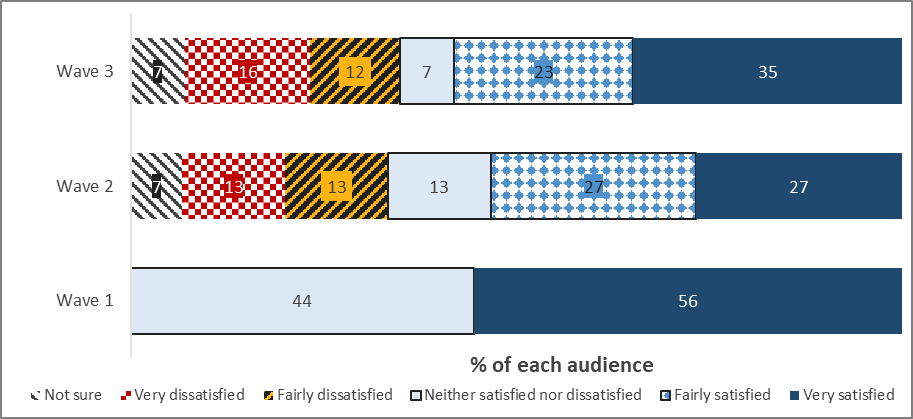 Wave 3 7 16 12 7 23 35
Wave 2 7 13 13 13 27 27
Wave 1 44 56
% of each audience
Not sure Very dissatisfied Fairly dissatisfied Neither satisfied nor dissatisfied Fairly satisfied Very satisfied